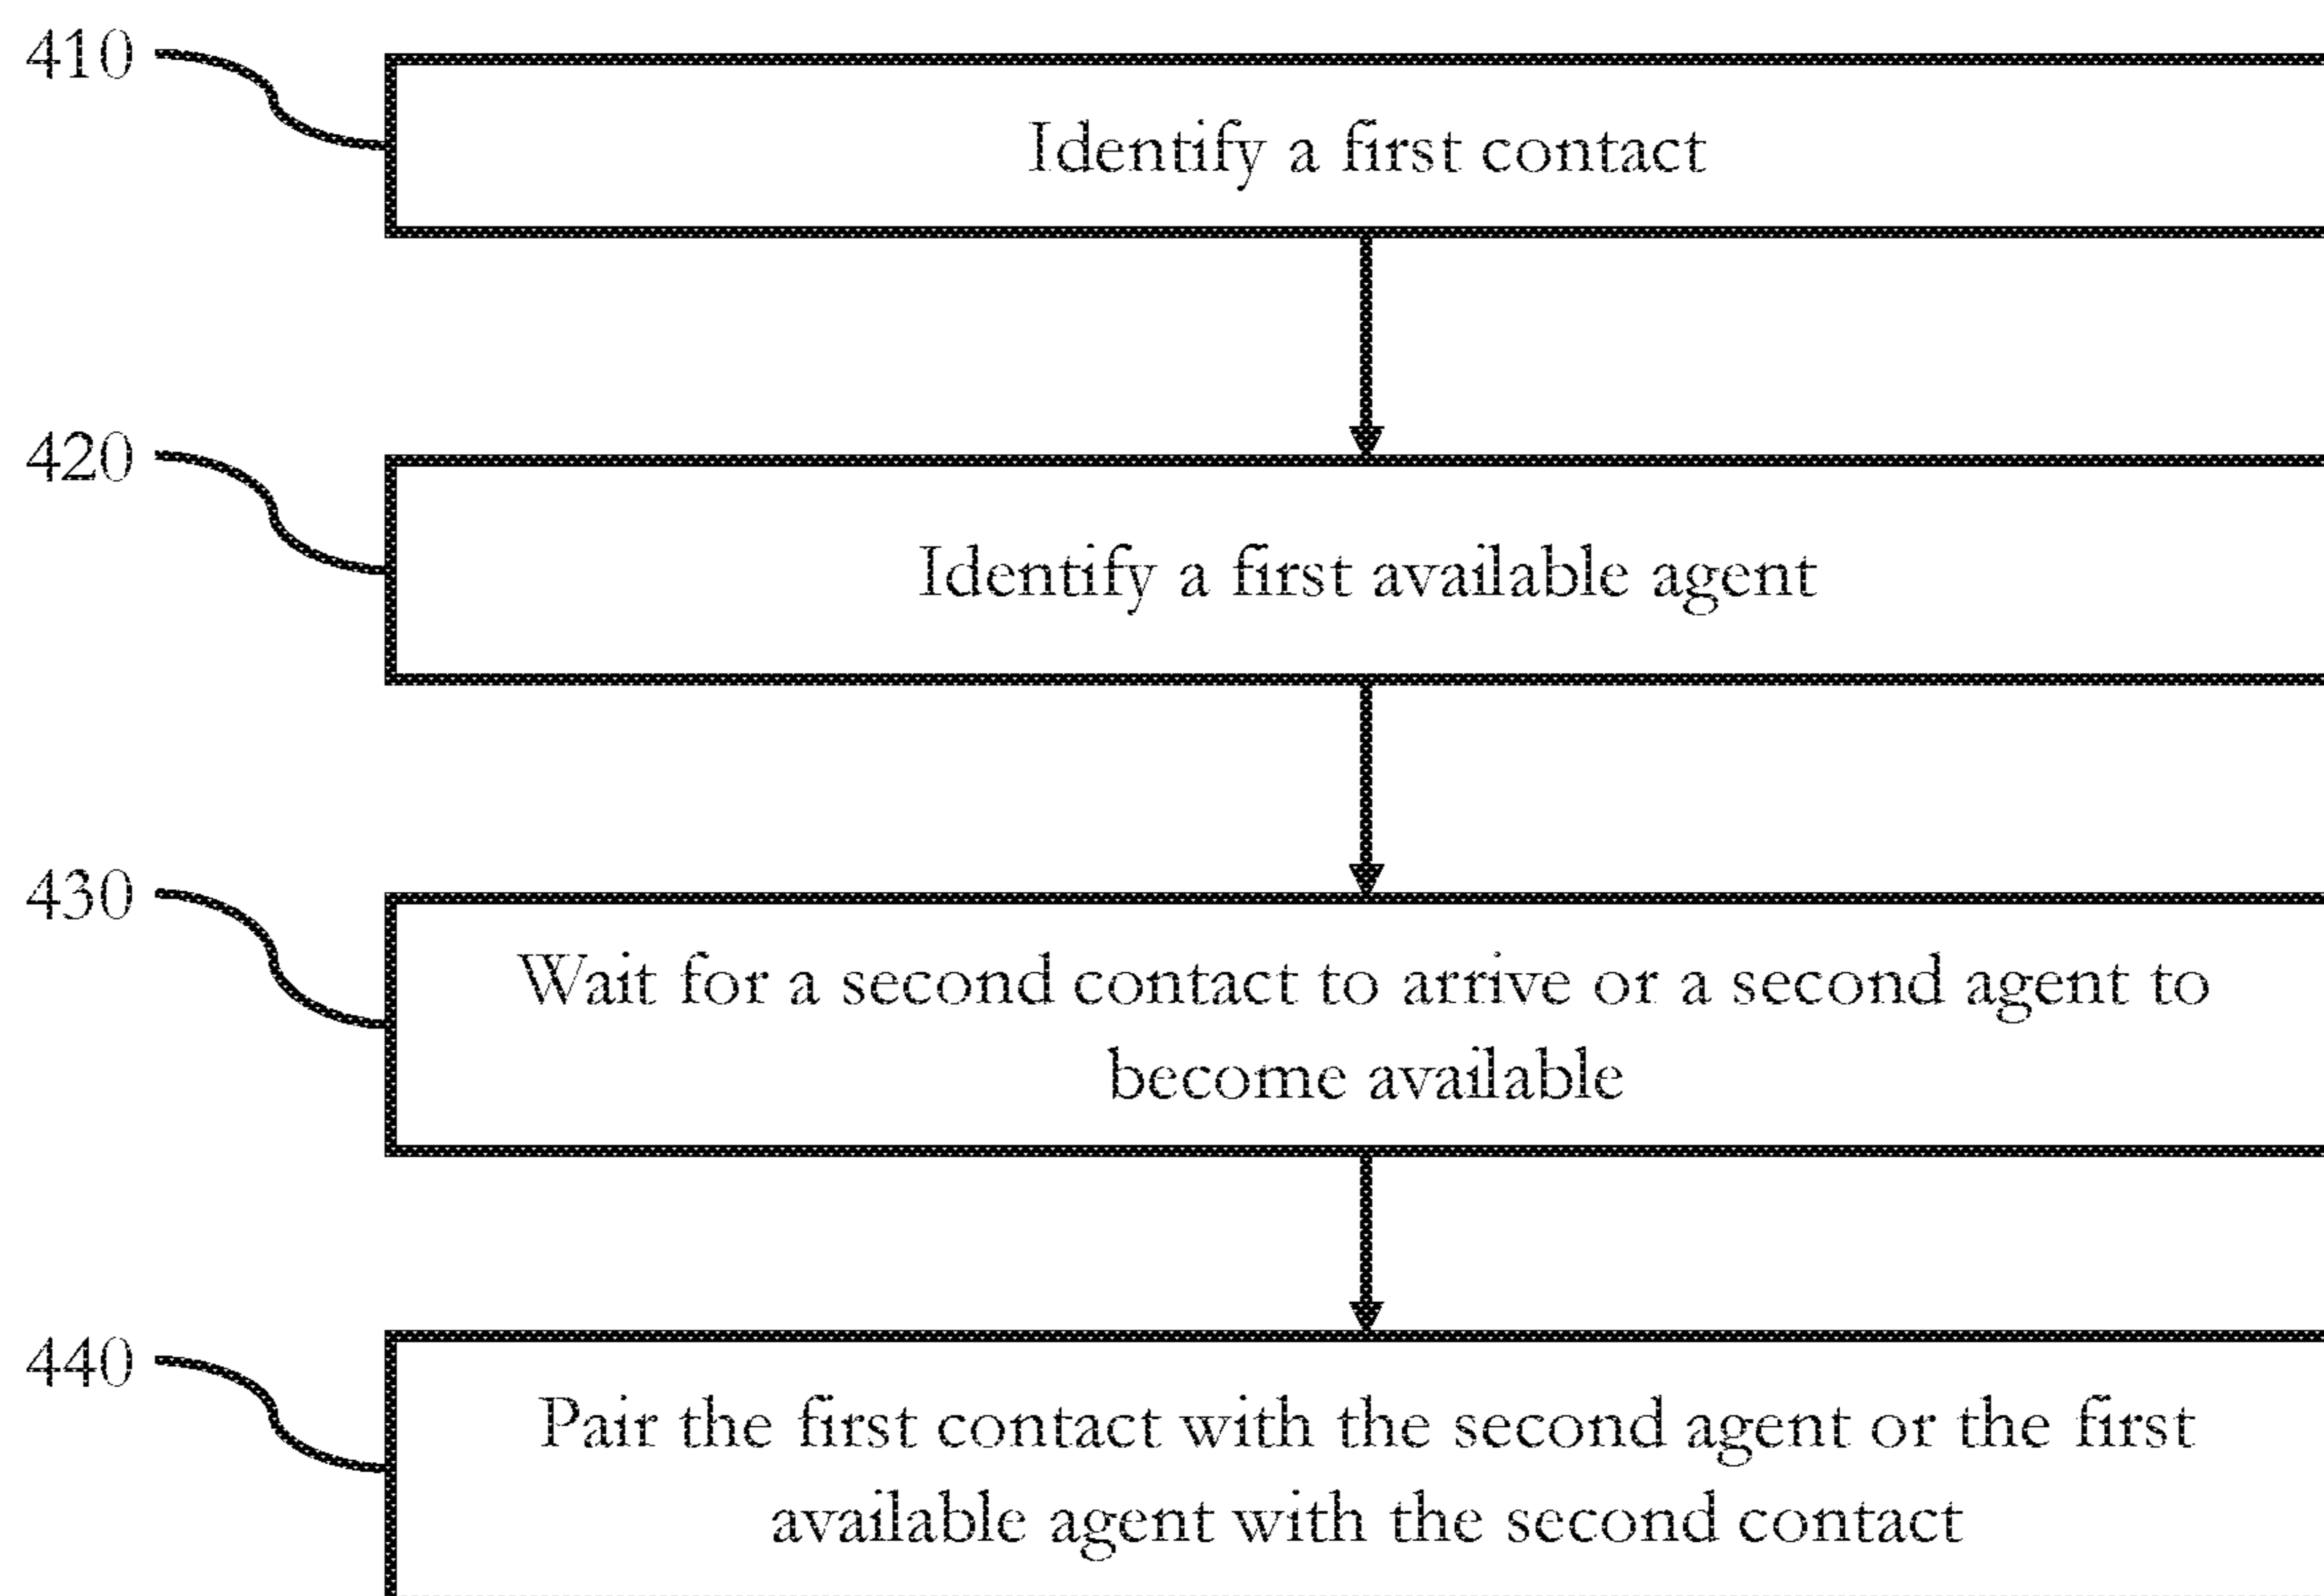 410
Identify a first contact
420
Identify a first available agent
430
Wait for a second contact to arrive or a second agent to
become available
440
Pair the first contact with the second agent or the first
available agent with the second contact